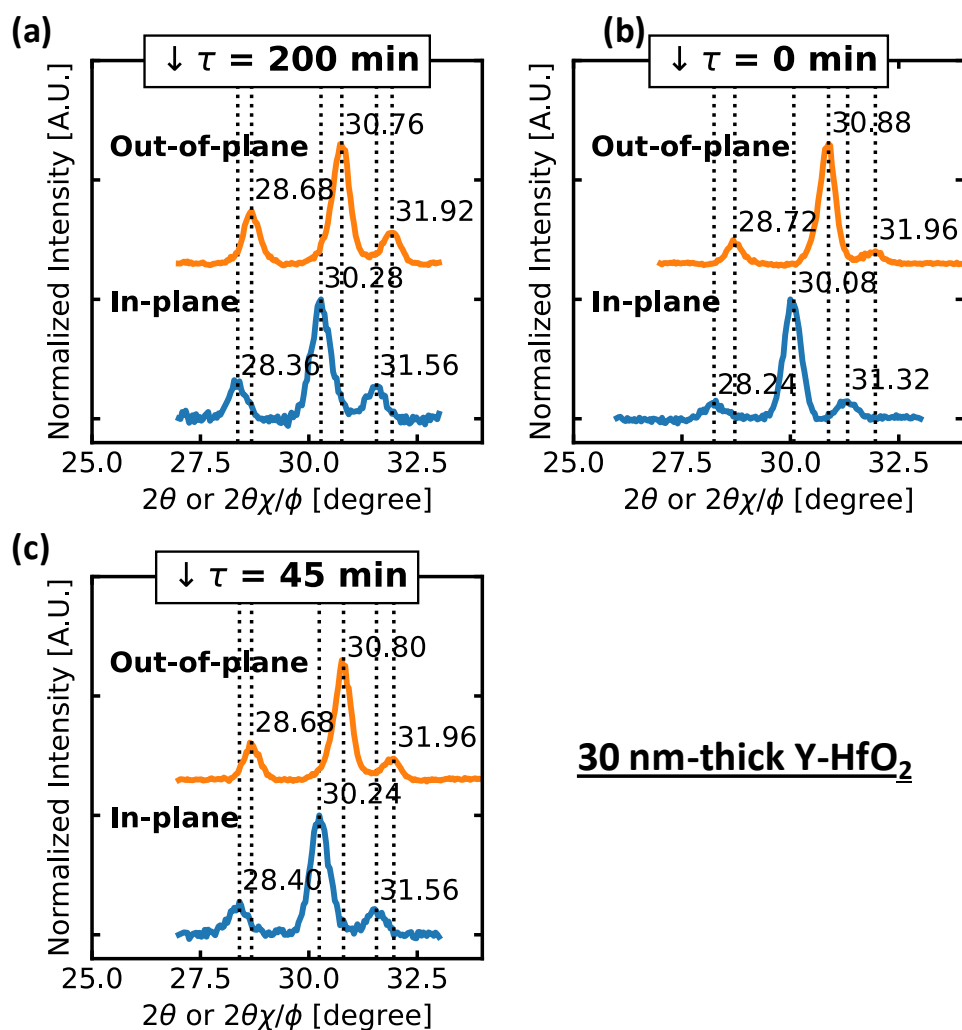 (a)
↓ τ = 200 min
Normalized Intensity [A.U.]
Out-of-plane
30.76
28.68
31.92
In-plane
30.28
28.36
31.56
25.0 27.5 30.0 32.5
2θ or 2θχ/ϕ [degree]
(b)
↓ τ = 0 min
Normalized Intensity [A.U.]
Out-of-plane
30.88
28.72
31.96
In-plane
30.08
28.24
31.32
25.0 27.5 30.0 32.5
2θ or 2θχ/ϕ [degree]
(c)
↓ τ = 45 min
Normalized Intensity [A.U.]
Out-of-plane
30.80
28.68
31.96
In-plane
30.24
28.40
31.56
25.0 27.5 30.0 32.5
2θ or 2θχ/ϕ [degree]
30 nm-thick Y-HfO₂